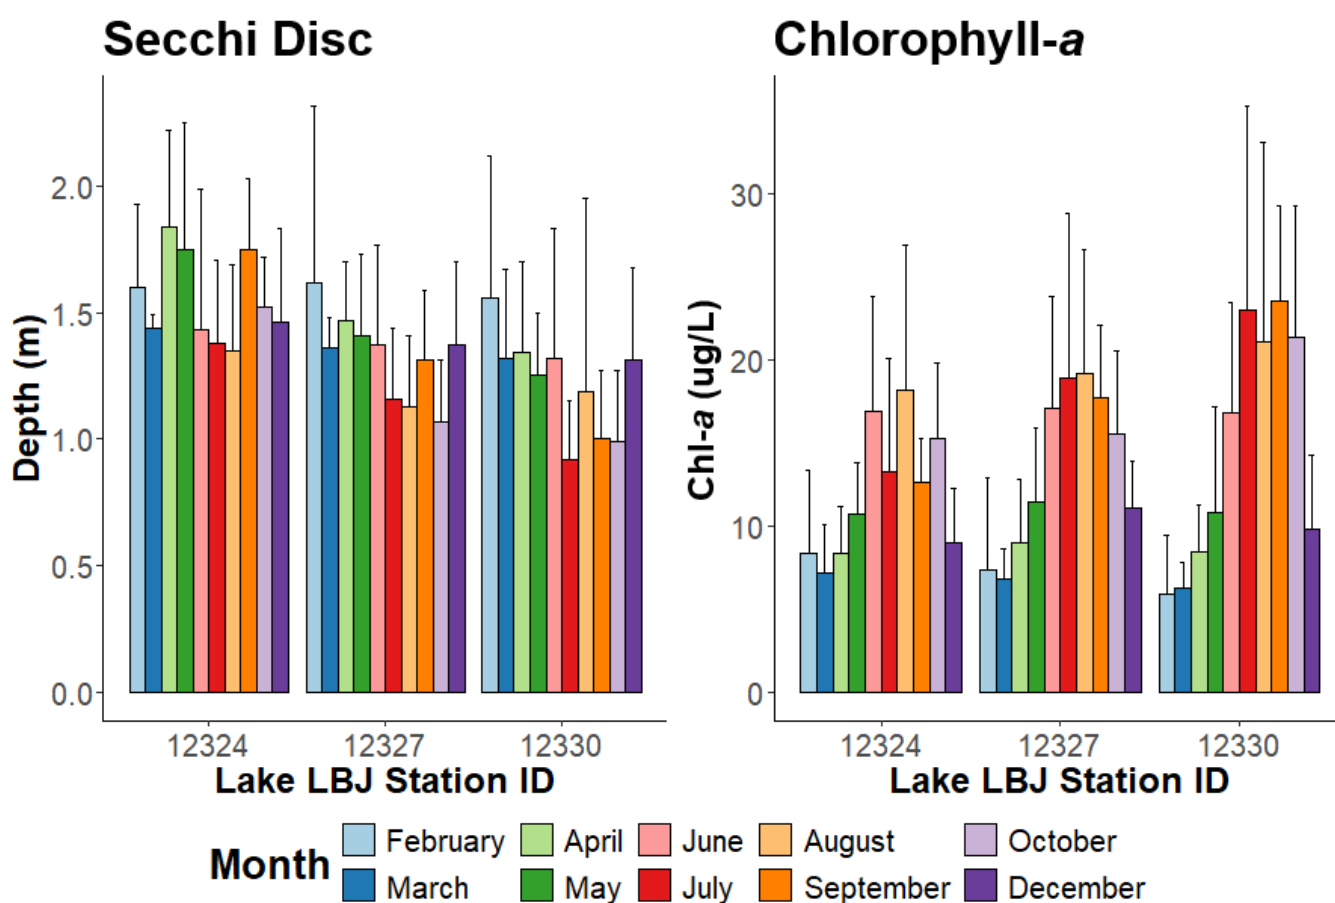 Secchi Disc
Depth (m)
2.0
1.5
1.0
0.5
0.0
12324 12327 12330
Lake LBJ Station ID
Chlorophyll-a
Chl-a (ug/L)
30
20
10
0
12324 12327 12330
Lake LBJ Station ID
Month
February April June August October
March May July September December